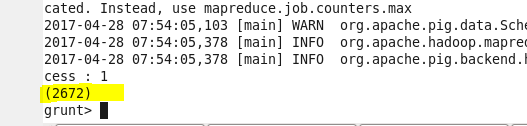 cated. Instead, use mapreduce.job.counters.max
2017-04-28 07:54:05,103 [main] WARN  org.apache.pig.data.Sche
2017-04-28 07:54:05,378 [main] INFO  org.apache.hadoop.mapred
2017-04-28 07:54:05,378 [main] INFO  org.apache.pig.backend.h
cess : 1
(2672)
grunt>